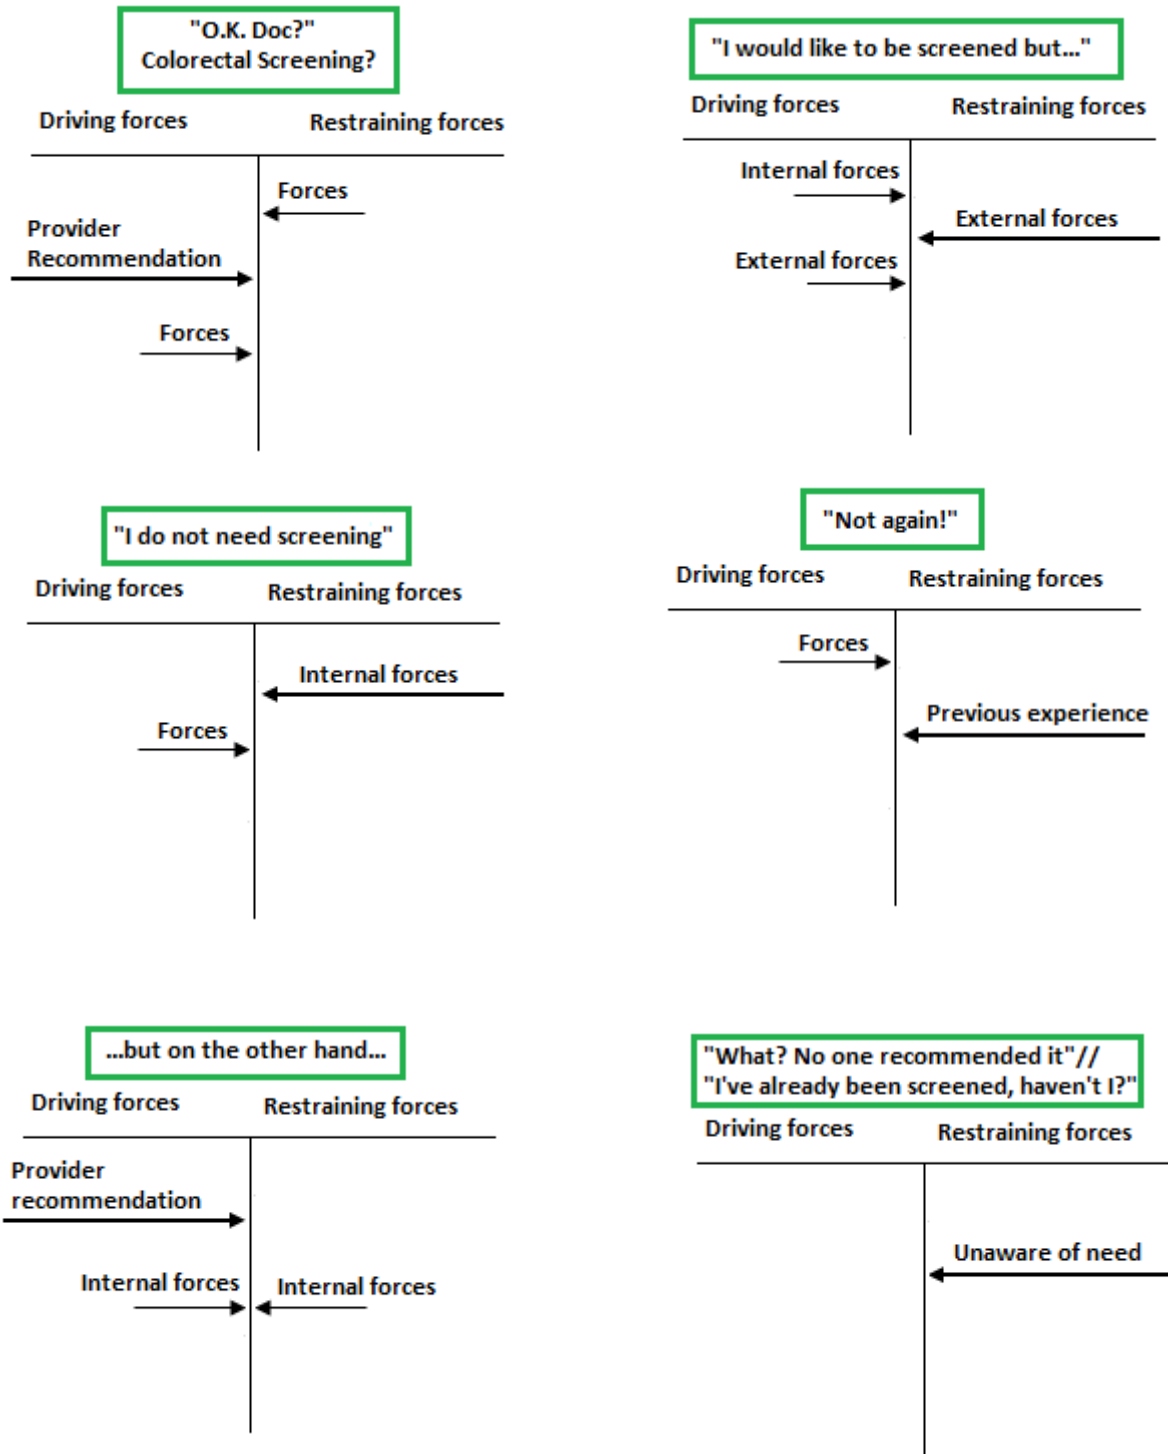 "O.K. Doc?"
Colorectal Screening?
Driving forces
Restraining forces
Forces
Provider
Recommendation
Forces
"I would like to be screened but..."
Driving forces
Restraining forces
Internal forces
External forces
External forces
"I do not need screening"
Driving forces
Restraining forces
Internal forces
Forces
"Not again!"
Driving forces
Restraining forces
Forces
Previous experience
...but on the other hand...
Driving forces
Restraining forces
Provider
recommendation
Internal forces
Internal forces
"What? No one recommended it"//
"I've already been screened, haven't I?"
Driving forces
Restraining forces
Unaware of need